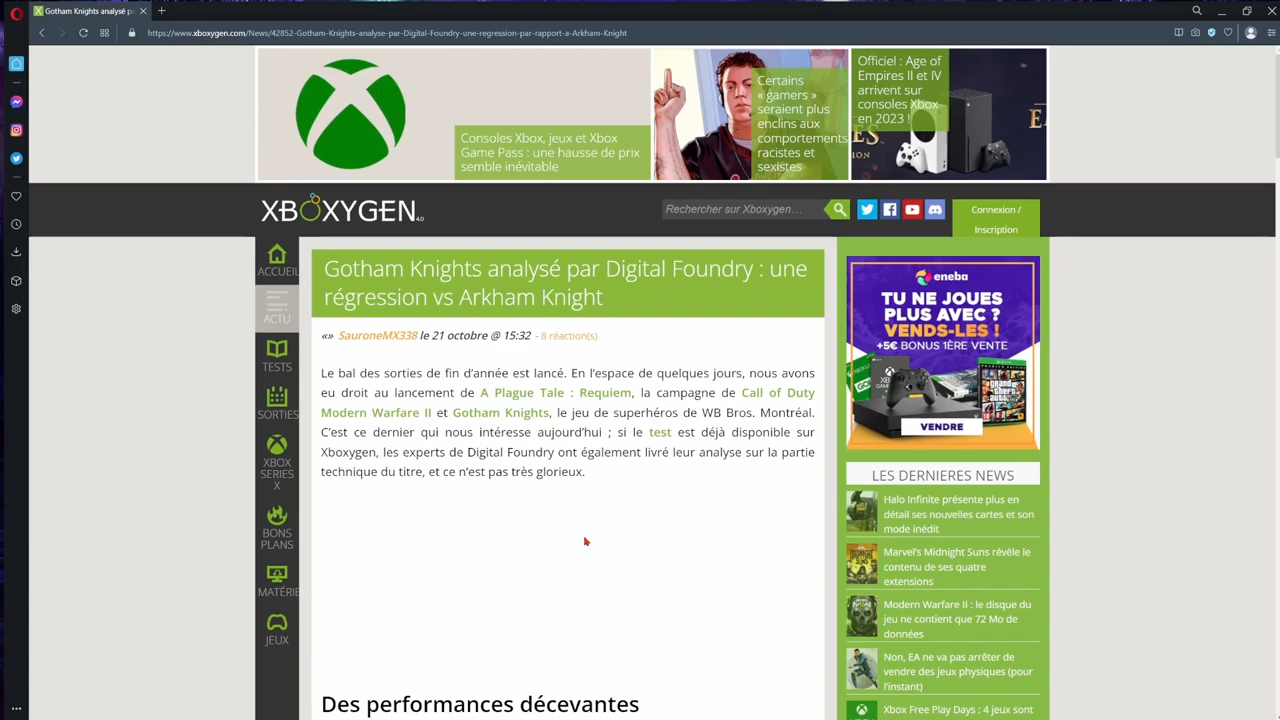 Gotham Knights analysé pa
https://www.xboxygen.com/News/42852-Gotham-Knights-analyse-par-Digital-Foundry-une-regression-par-rapport-a-Arkham-Knight
Consoles Xbox, jeux et Xbox
Game Pass : une hausse de prix
semble inévitable
Certains
« gamers »
seraient plus
enclins aux
comportements
racistes et
sexistes
Officiel : Age of
Empires II et IV
arrivent sur
consoles Xbox
en 2023 !
XBOXYGEN 4.0
Rechercher sur Xboxygen…
Connexion /
Inscription
ACCUEIL
ACTU
TESTS
SORTIES
XBOX
SERIES
X
BONS
PLANS
MATÉRIE
JEUX
Gotham Knights analysé par Digital Foundry : une
régression vs Arkham Knight
«» SauroneMX338 le 21 octobre @ 15:32 - 8 réaction(s)
Le bal des sorties de fin d’année est lancé. En l’espace de quelques jours, nous avons
eu droit au lancement de A Plague Tale : Requiem, la campagne de Call of Duty
Modern Warfare II et Gotham Knights, le jeu de superhéros de WB Bros. Montréal.
C’est ce dernier qui nous intéresse aujourd’hui ; si le test est déjà disponible sur
Xboxygen, les experts de Digital Foundry ont également livré leur analyse sur la partie
technique du titre, et ce n’est pas très glorieux.
Des performances décevantes
eneba
TU NE JOUES
PLUS AVEC ?
VENDS-LES !
+5€ BONUS 1ÈRE VENTE
VENDRE
LES DERNIERES NEWS
Halo Infinite présente plus en
détail ses nouvelles cartes et son
mode inédit
Marvel’s Midnight Suns révèle le
contenu de ses quatre
extensions
Modern Warfare II : le disque du
jeu ne contient que 72 Mo de
données
Non, EA ne va pas arrêter de
vendre des jeux physiques (pour
l’instant)
Xbox Free Play Days : 4 jeux sont